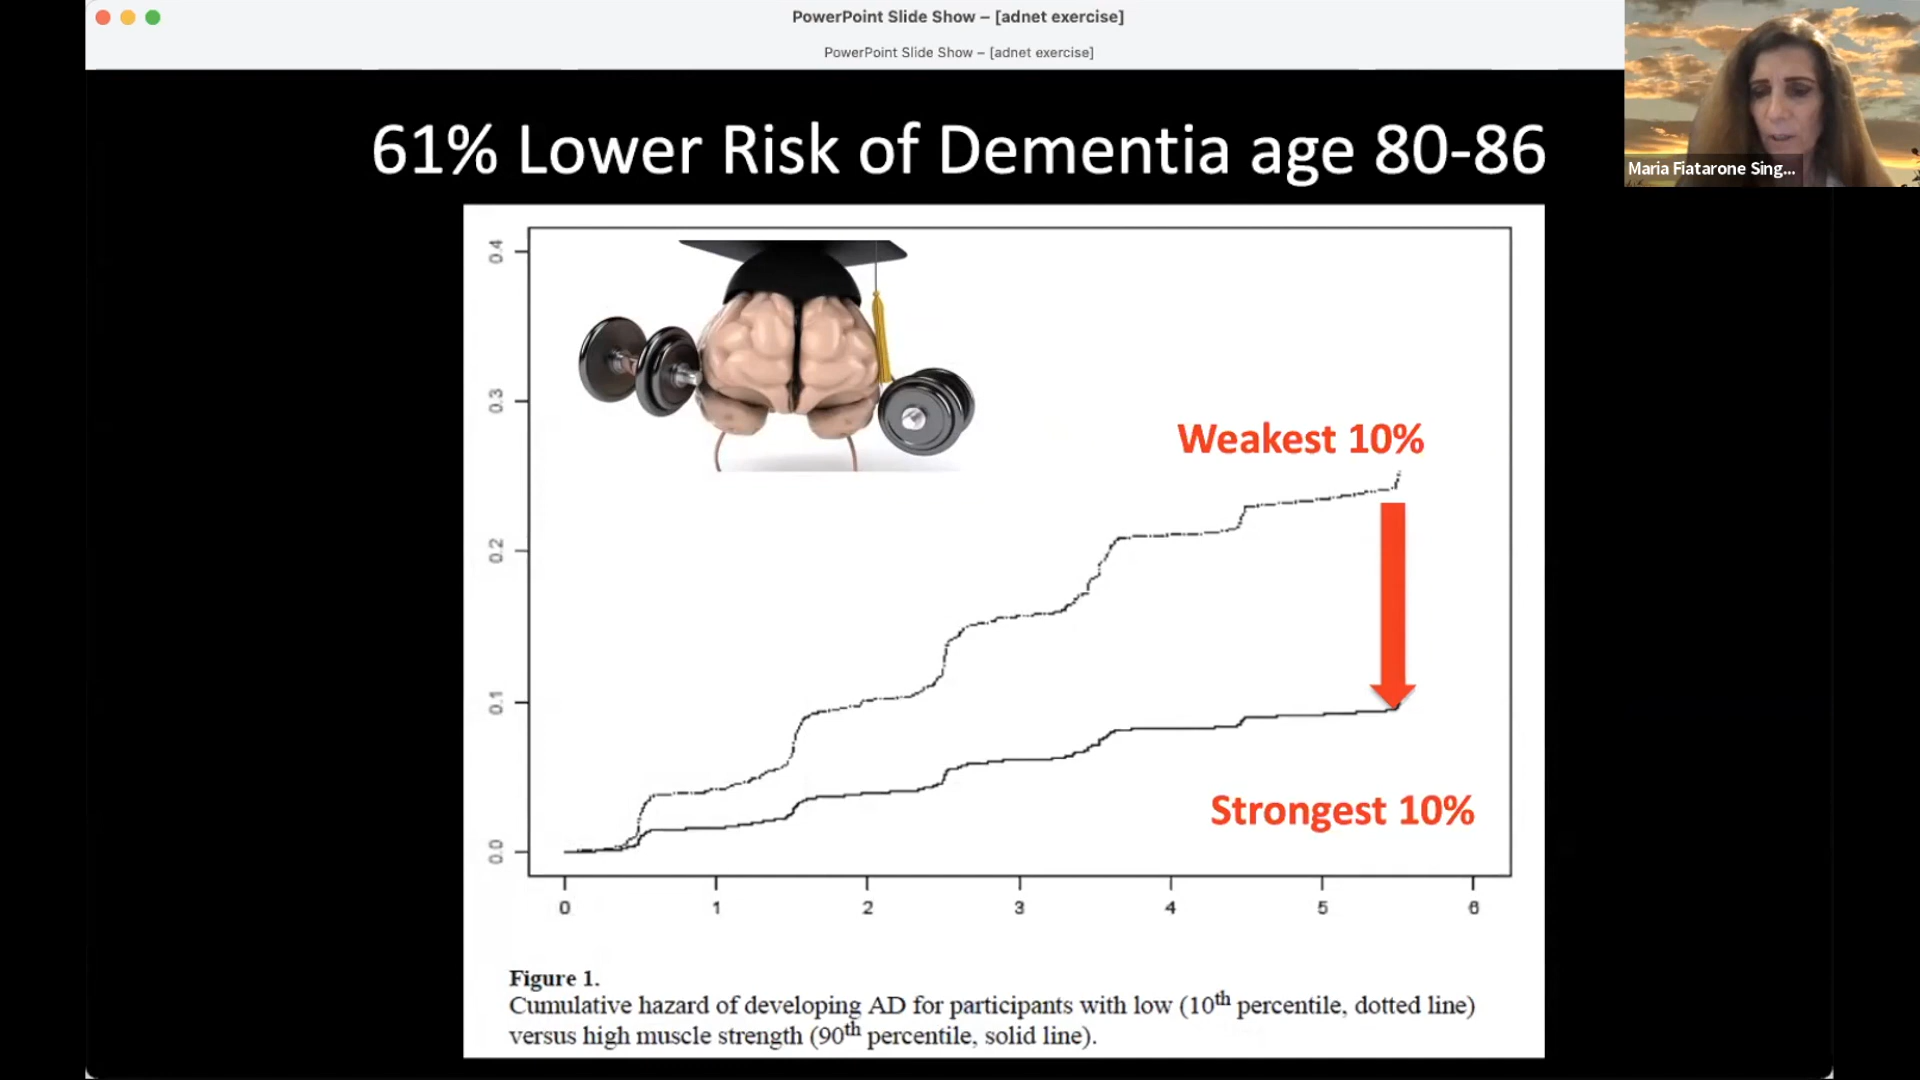 PowerPoint Slide Show – [adnet exercise]
PowerPoint Slide Show – [adnet exercise]
Maria Fiatarone Sing...
61% Lower Risk of Dementia age 80-86
0.4
0.3
0.2
0.1
0.0
Weakest 10%
Strongest 10%
0 1 2 3 4 5 6
Figure 1.
Cumulative hazard of developing AD for participants with low (10th percentile, dotted line)
versus high muscle strength (90th percentile, solid line).